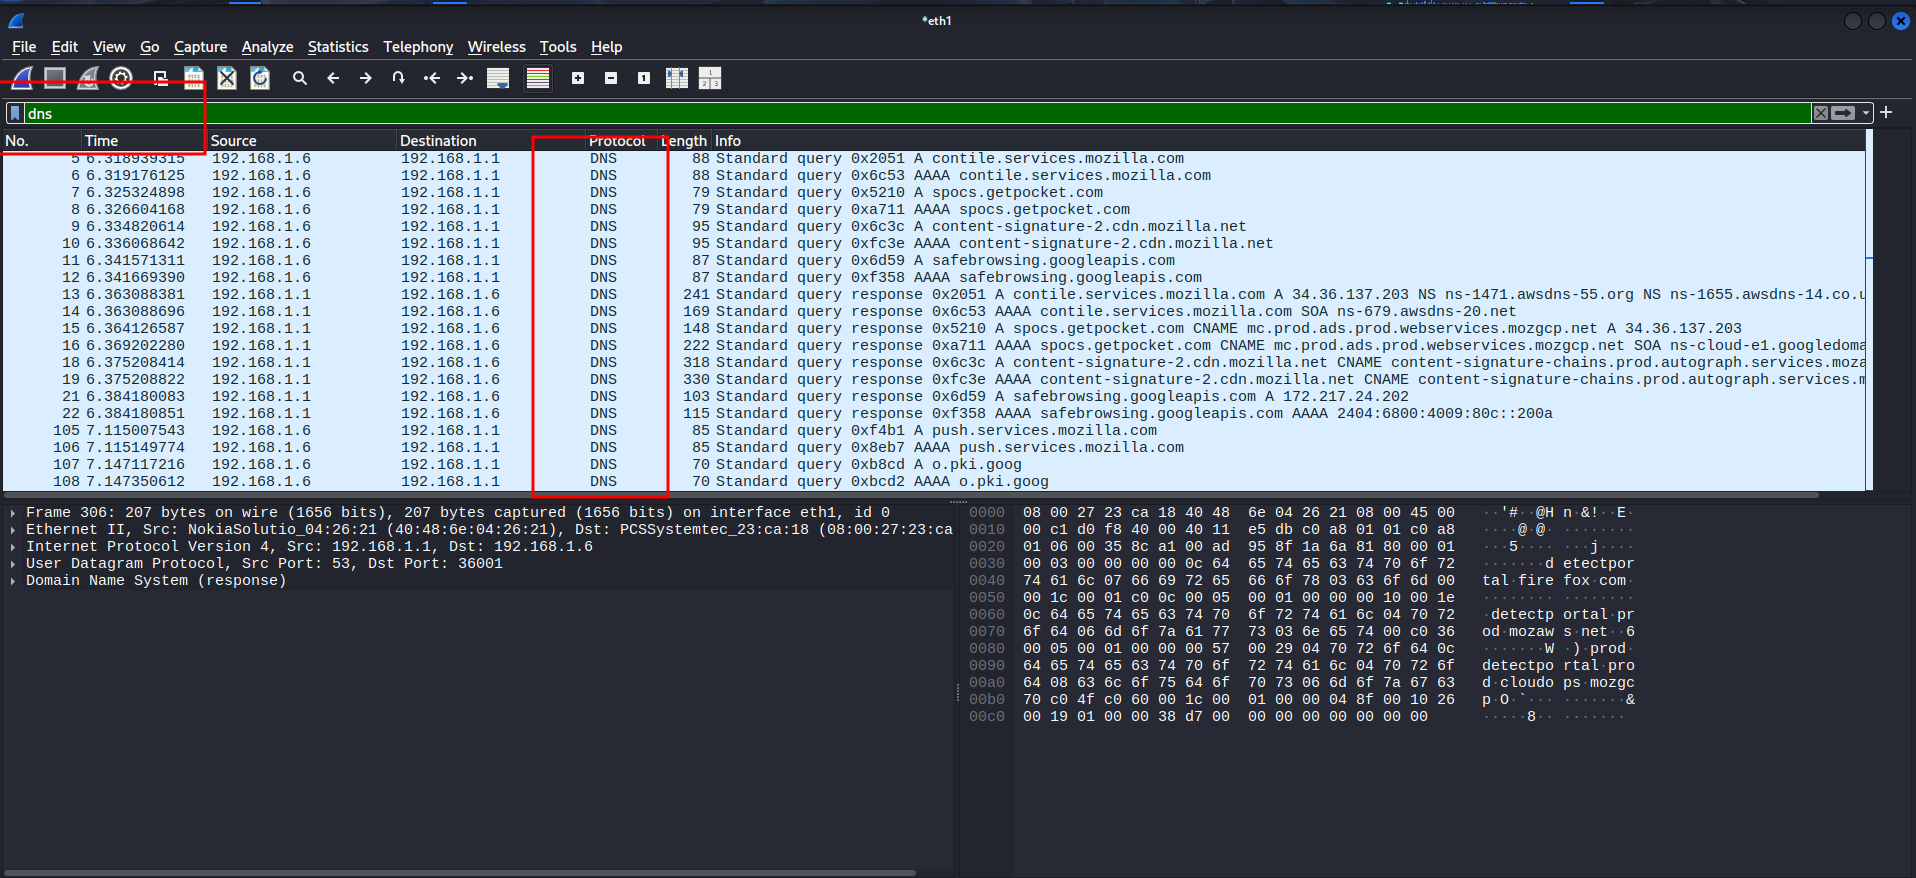 *eth1
File Edit View Go Capture Analyze Statistics Telephony Wireless Tools Help
dns
No. Time Source Destination Protocol Length Info
5 6.318939315 192.168.1.6 192.168.1.1 DNS 88 Standard query 0x2051 A contile.services.mozilla.com
6 6.319176125 192.168.1.6 192.168.1.1 DNS 88 Standard query 0x6c53 AAAA contile.services.mozilla.com
7 6.325324898 192.168.1.6 192.168.1.1 DNS 79 Standard query 0x5210 A spocs.getpocket.com
8 6.326604168 192.168.1.6 192.168.1.1 DNS 79 Standard query 0xa711 AAAA spocs.getpocket.com
9 6.334820614 192.168.1.6 192.168.1.1 DNS 95 Standard query 0x6c3c A content-signature-2.cdn.mozilla.net
10 6.336068642 192.168.1.6 192.168.1.1 DNS 95 Standard query 0xfc3e AAAA content-signature-2.cdn.mozilla.net
11 6.341571311 192.168.1.6 192.168.1.1 DNS 87 Standard query 0x6d59 A safebrowsing.googleapis.com
12 6.341669390 192.168.1.6 192.168.1.1 DNS 87 Standard query 0xf358 AAAA safebrowsing.googleapis.com
13 6.363088381 192.168.1.1 192.168.1.6 DNS 241 Standard query response 0x2051 A contile.services.mozilla.com A 34.36.137.203 NS ns-1471.awsdns-55.org NS ns-1655.awsdns-14.co.u
14 6.363088696 192.168.1.1 192.168.1.6 DNS 169 Standard query response 0x6c53 AAAA contile.services.mozilla.com SOA ns-679.awsdns-20.net
15 6.364126587 192.168.1.1 192.168.1.6 DNS 148 Standard query response 0x5210 A spocs.getpocket.com CNAME mc.prod.ads.prod.webservices.mozgcp.net A 34.36.137.203
16 6.369202280 192.168.1.1 192.168.1.6 DNS 222 Standard query response 0xa711 AAAA spocs.getpocket.com CNAME mc.prod.ads.prod.webservices.mozgcp.net SOA ns-cloud-e1.googledoma
18 6.375208414 192.168.1.1 192.168.1.6 DNS 318 Standard query response 0x6c3c A content-signature-2.cdn.mozilla.net CNAME content-signature-chains.prod.autograph.services.moza
19 6.375208822 192.168.1.1 192.168.1.6 DNS 330 Standard query response 0xfc3e AAAA content-signature-2.cdn.mozilla.net CNAME content-signature-chains.prod.autograph.services.m
21 6.384180083 192.168.1.1 192.168.1.6 DNS 103 Standard query response 0x6d59 A safebrowsing.googleapis.com A 172.217.24.202
22 6.384180851 192.168.1.1 192.168.1.6 DNS 115 Standard query response 0xf358 AAAA safebrowsing.googleapis.com AAAA 2404:6800:4009:80c::200a
105 7.115007543 192.168.1.6 192.168.1.1 DNS 85 Standard query 0xf4b1 A push.services.mozilla.com
106 7.115149774 192.168.1.6 192.168.1.1 DNS 85 Standard query 0x8eb7 AAAA push.services.mozilla.com
107 7.147117216 192.168.1.6 192.168.1.1 DNS 70 Standard query 0xb8cd A o.pki.goog
108 7.147350612 192.168.1.6 192.168.1.1 DNS 70 Standard query 0xbcd2 AAAA o.pki.goog
Frame 306: 207 bytes on wire (1656 bits), 207 bytes captured (1656 bits) on interface eth1, id 0
Ethernet II, Src: NokiaSolutio_04:26:21 (40:48:6e:04:26:21), Dst: PCSSystemtec_23:ca:18 (08:00:27:23:ca
Internet Protocol Version 4, Src: 192.168.1.1, Dst: 192.168.1.6
User Datagram Protocol, Src Port: 53, Dst Port: 36001
Domain Name System (response)
0000 08 00 27 23 ca 18 40 48 6e 04 26 21 08 00 45 00 ··'#··@H n·&!··E·
0010 00 c1 d0 f8 40 00 40 11 e5 db c0 a8 01 01 c0 a8 ····@·@· ········
0020 01 06 00 35 8c a1 00 ad 95 8f 1a 6a 81 80 00 01 ···5···· ···j····
0030 00 03 00 00 00 00 0c 64 65 74 65 63 74 70 6f 72 ·······d etectpor
0040 74 61 6c 07 66 69 72 65 66 6f 78 03 63 6f 6d 00 tal·fire fox·com·
0050 00 1c 00 01 c0 0c 00 05 00 01 00 00 00 10 00 1e ········ ········
0060 0c 64 65 74 65 63 74 70 6f 72 74 61 6c 04 70 72 ·detectp ortal·pr
0070 6f 64 06 6d 6f 7a 61 77 73 03 6e 65 74 00 c0 36 od·mozaw s·net··6
0080 00 05 00 01 00 00 00 57 00 29 04 70 72 6f 64 0c ·······W ·)·prod·
0090 64 65 74 65 63 74 70 6f 72 74 61 6c 04 70 72 6f detectpo rtal·pro
00a0 64 08 63 6c 6f 75 64 6f 70 73 06 6d 6f 7a 67 63 d·cloudo ps·mozgc
00b0 70 c0 4f c0 60 00 1c 00 01 00 00 04 8f 00 10 26 p·O·`··· ·······&
00c0 00 19 01 00 00 38 d7 00 00 00 00 00 00 00 00 ·····8·· ·······